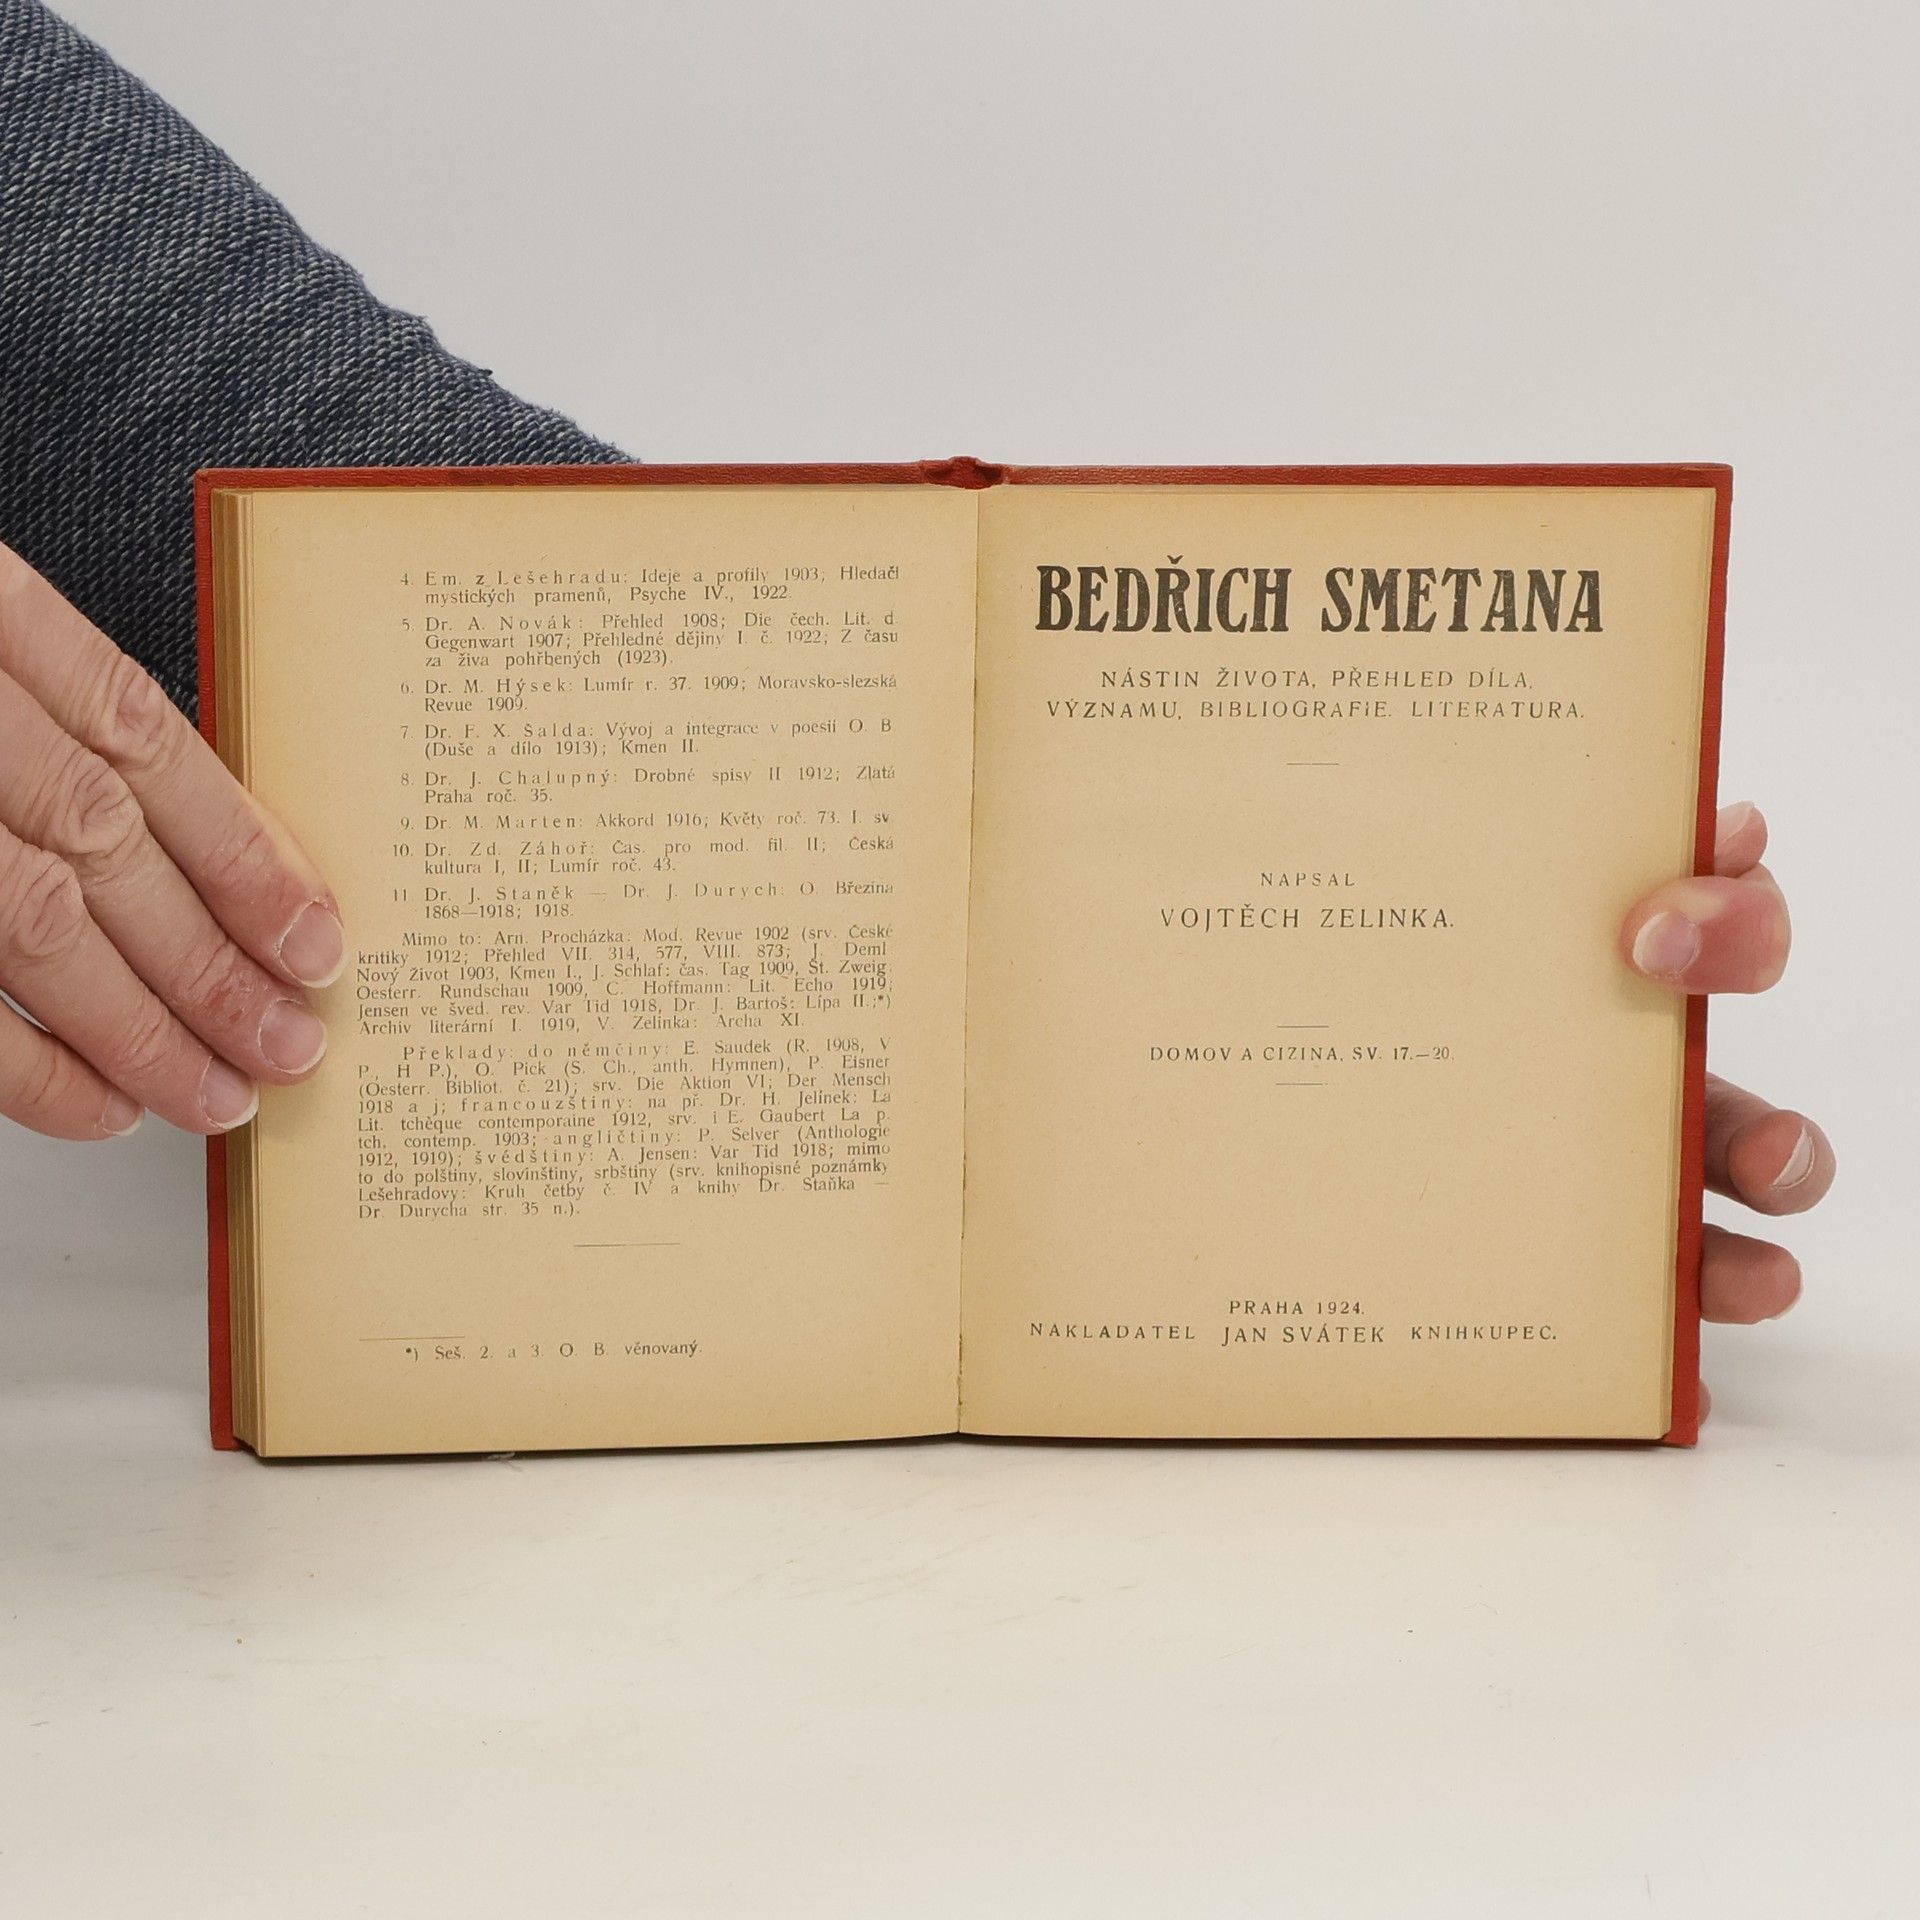 4. Em. z Lešehradu: Ideje a profily 1903; Hledači
mystických pramenů, Psyche IV., 1922.
5. Dr. A. Novák: Přehled 1908; Die čech. Lit. d.
Gegenwart 1907; Přehledné dějiny I. č. 1922; Z času
za živa pohřbených (1923).
6. Dr. M. Hýsek: Lumír r. 37. 1909; Moravsko-slezská
Revue 1909.
7. Dr. F. X. Šalda: Vývoj a integrace v poesii O. B
(Duše a dílo 1913); Kmen II.
8. Dr. J. Chalupný: Drobné spisy II 1912; Zlatá
Praha roč. 35.
9. Dr. M. Marten: Akkord 1916; Květy roč. 73. I. sv.
10. Dr. Zd. Záhoř: Čas. pro mod. fil. II; Česká
kultura I, II; Lumír roč. 43.
11 Dr. J. Staněk — Dr. J. Durych: O. Březina
1868—1918; 1918.
Mimo to: Arn. Procházka: Mod. Revue 1902 (srv. České
kritiky 1912; Přehled VII. 314, 577, VIII. 873; J. Deml
Nový Život 1903, Kmen I., J. Schlaf: čas. Tag 1909, St. Zweig:
Oesterr. Rundschau 1909, C. Hoffmann: Lit. Echo 1919;
Jensen ve šved. rev. Var Tid 1918, Dr. J. Bartoš: Lípa II.;*)
Archiv literární I. 1919, V. Zelinka: Archa XI.
Překlady: do němčiny: E. Saudek (R. 1908, V
P., H P.), O. Pick (S. Ch., anth. Hymnen), P. Eisner
(Oesterr. Bibliot. č. 21); srv. Die Aktion VI; Der Mensch
1918 a j; francouzštiny: na př. Dr. H. Jelínek: La
Lit. tchèque contemporaine 1912, srv. i E. Gaubert La p.
tch. contemp. 1903; angličtiny: P. Selver (Anthologie
1912, 1919); švédštiny: A. Jensen: Var Tid 1918; mimo
to do polštiny, slovinštiny, srbštiny (srv. knihopisné poznámky
Lešehradovy: Kruh četby č. IV a knihy Dr. Staňka —
Dr. Durycha str. 35 n.).
*) Seš. 2. a 3. O. B. věnovaný.
BEDŘICH SMETANA
NÁSTIN ŽIVOTA, PŘEHLED DÍLA,
VÝZNAMU, BIBLIOGRAFIE. LITERATURA.
NAPSAL
VOJTĚCH ZELINKA.
DOMOV A CIZINA, SV. 17.—20.
PRAHA 1924.
NAKLADATEL JAN SVÁTEK KNIHKUPEC.